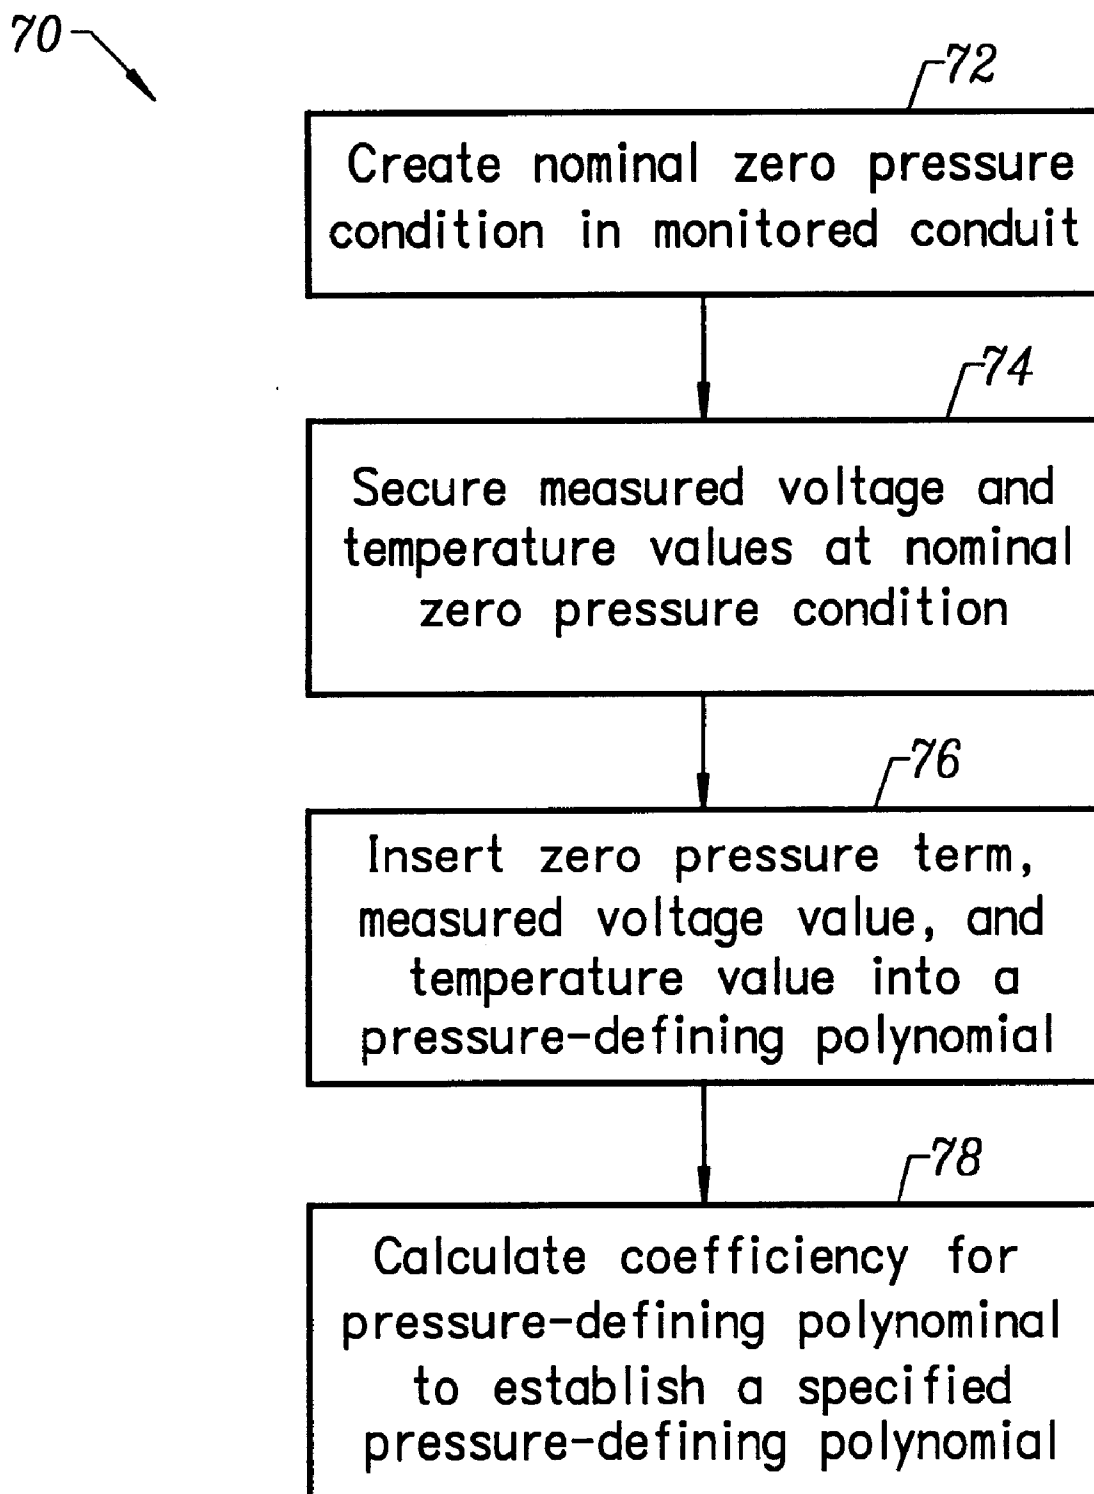 70
72
Create nominal zero pressure
condition in monitored conduit
74
Secure measured voltage and
temperature values at nominal
zero pressure condition
76
Insert zero pressure term,
measured voltage value, and
temperature value into a
pressure-defining polynomial
78
Calculate coefficiency for
pressure-defining polynominal
to establish a specified
pressure-defining polynomial